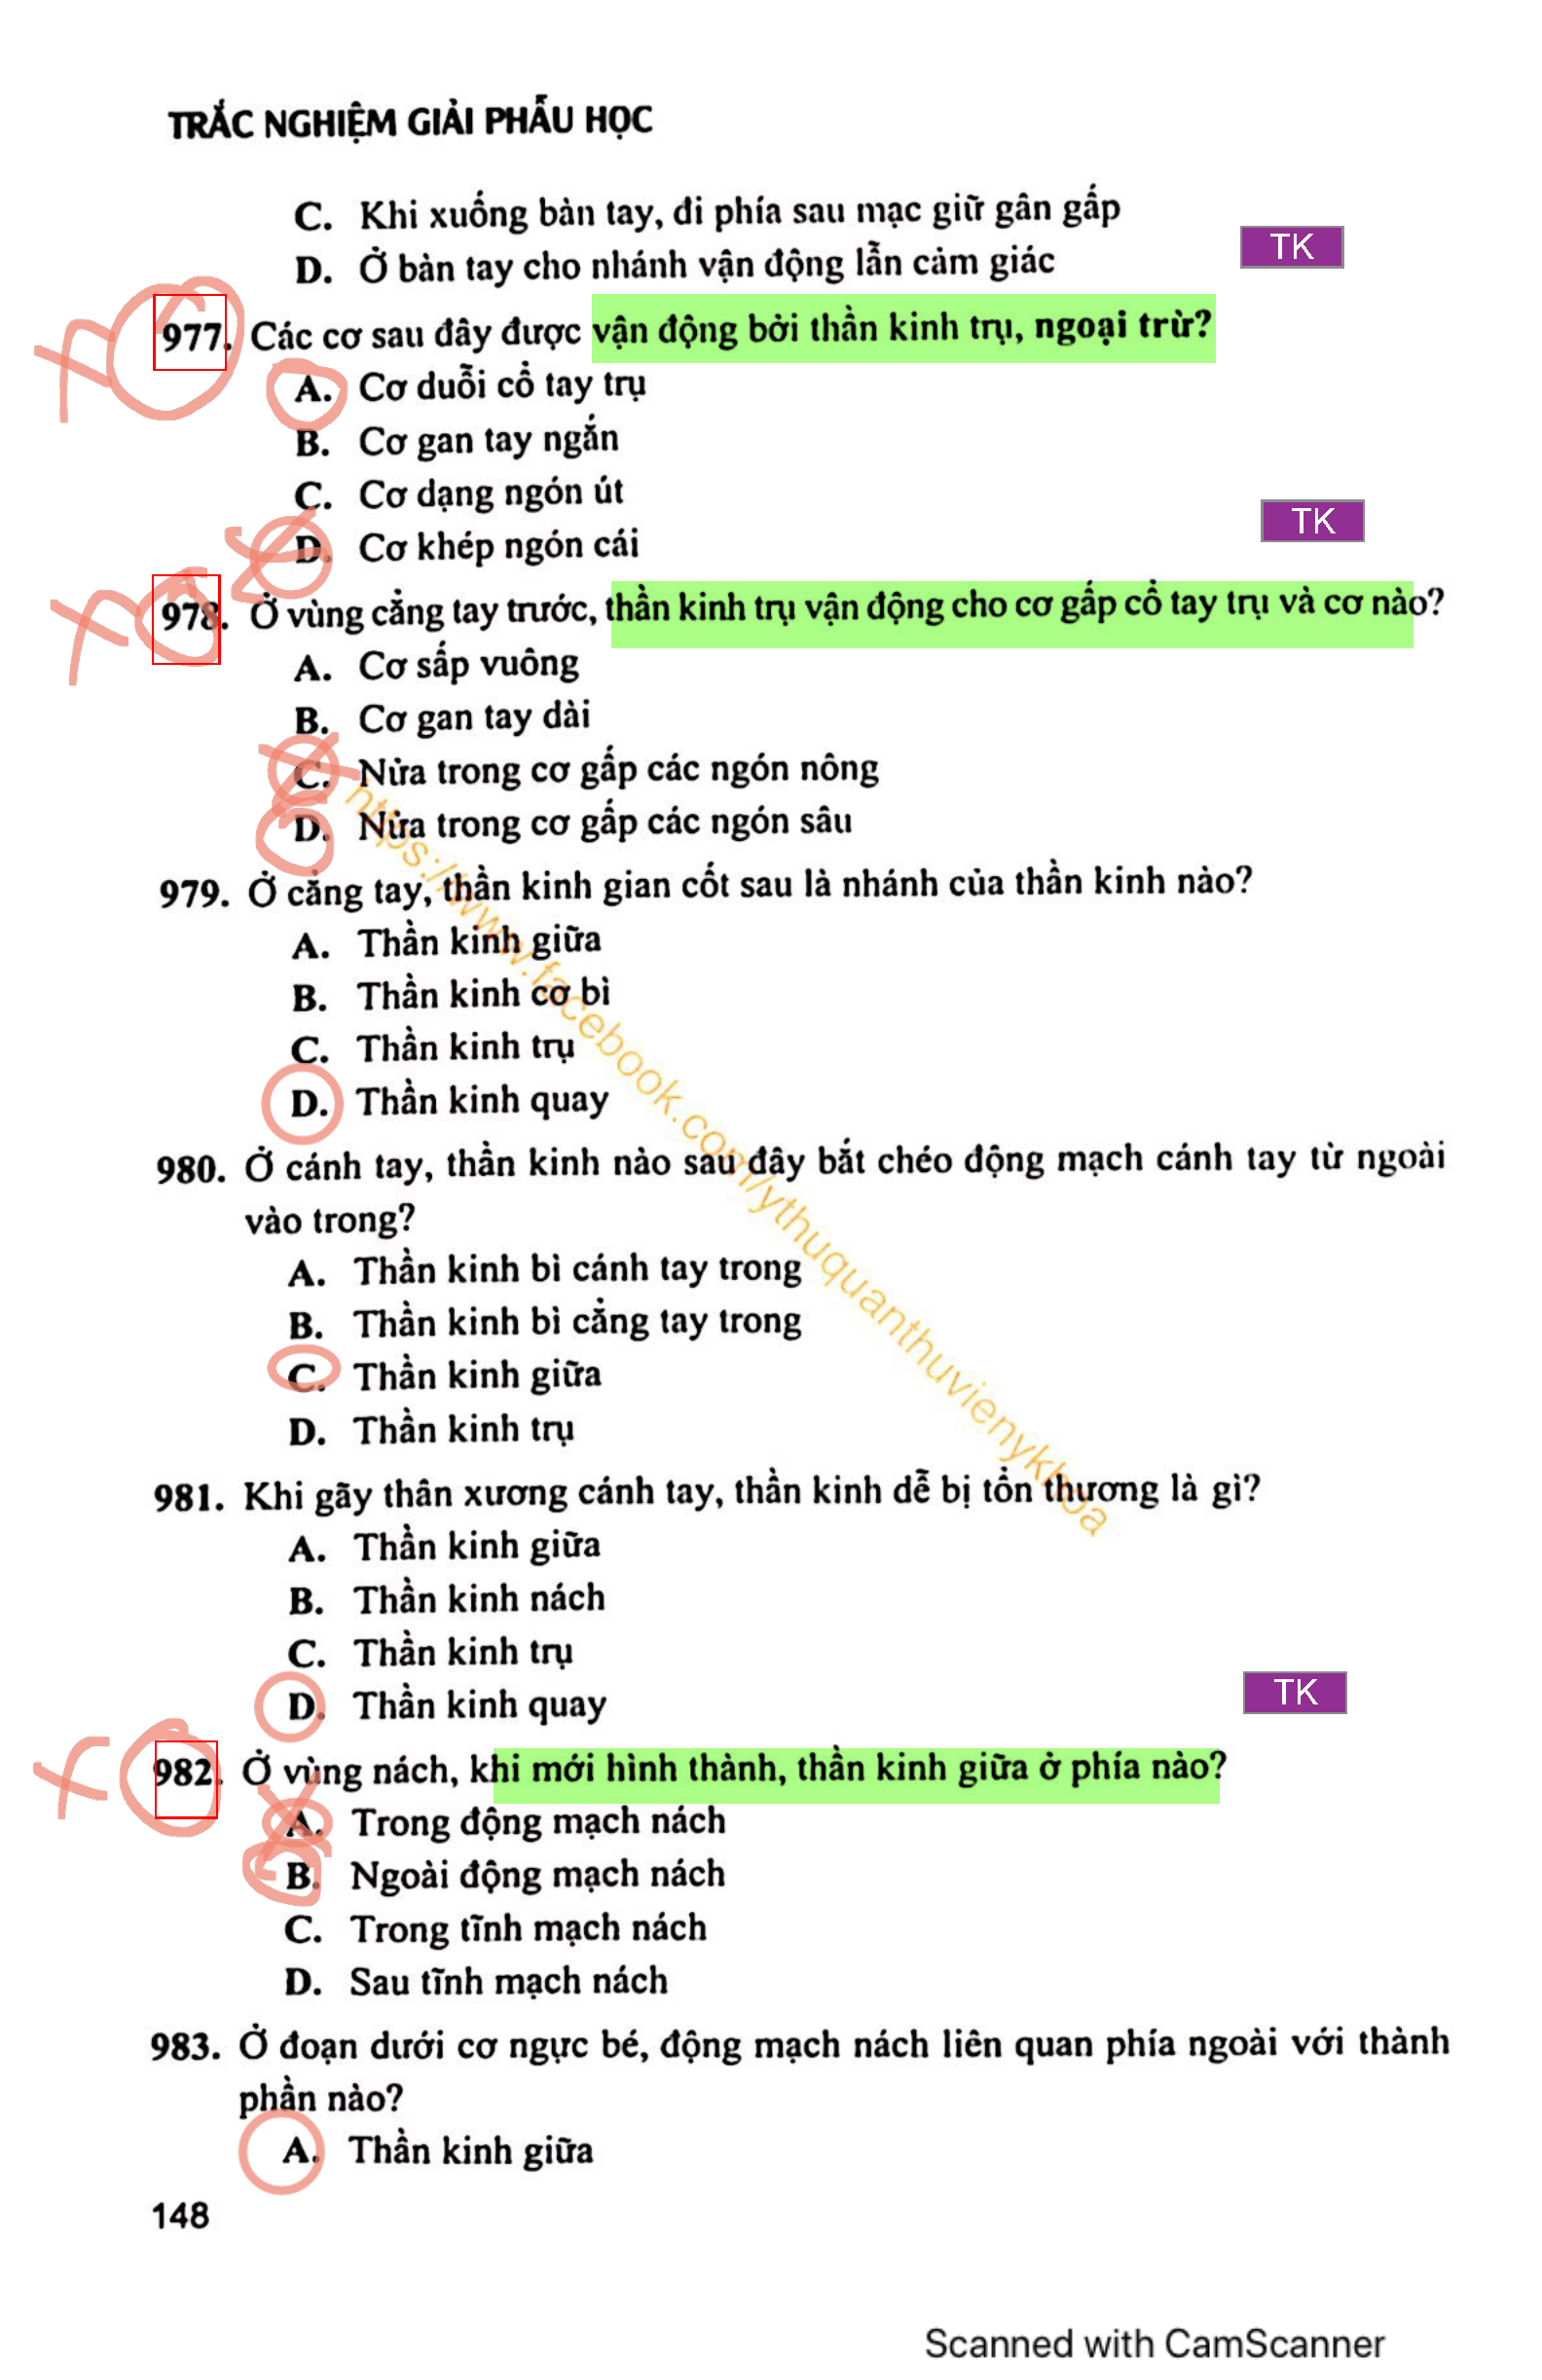 TRẮC NGHIỆM GIẢI PHẪU HỌC
C. Khi xuống bàn tay, đi phía sau mạc giữ gân gấp
TK
D. Ở bàn tay cho nhánh vận động lẫn cảm giác
977. Các cơ sau đây được vận động bởi thần kinh trụ, ngoại trừ?
A. Cơ duỗi cổ tay trụ
B. Cơ gan tay ngắn
C. Cơ dạng ngón út
TK
D. Cơ khép ngón cái
978. Ở vùng cẳng tay trước, thần kinh trụ vận động cho cơ gấp cổ tay trụ và cơ nào?
A. Cơ sấp vuông
B. Cơ gan tay dài
C. Nửa trong cơ gấp các ngón nông
D. Nửa trong cơ gấp các ngón sâu
979. Ở cẳng tay, thần kinh gian cốt sau là nhánh của thần kinh nào?
A. Thần kinh giữa
B. Thần kinh cơ bì
C. Thần kinh trụ
D. Thần kinh quay
https://www.facebook.com/ythuquanthuvienykhoa
980. Ở cánh tay, thần kinh nào sau đây bắt chéo động mạch cánh tay từ ngoài
vào trong?
A. Thần kinh bì cánh tay trong
B. Thần kinh bì cẳng tay trong
C. Thần kinh giữa
D. Thần kinh trụ
981. Khi gãy thân xương cánh tay, thần kinh dễ bị tổn thương là gì?
A. Thần kinh giữa
B. Thần kinh nách
C. Thần kinh trụ
TK
D. Thần kinh quay
982. Ở vùng nách, khi mới hình thành, thần kinh giữa ở phía nào?
A. Trong động mạch nách
B. Ngoài động mạch nách
C. Trong tĩnh mạch nách
D. Sau tĩnh mạch nách
983. Ở đoạn dưới cơ ngực bé, động mạch nách liên quan phía ngoài với thành
phần nào?
A. Thần kinh giữa
148
Scanned with CamScanner